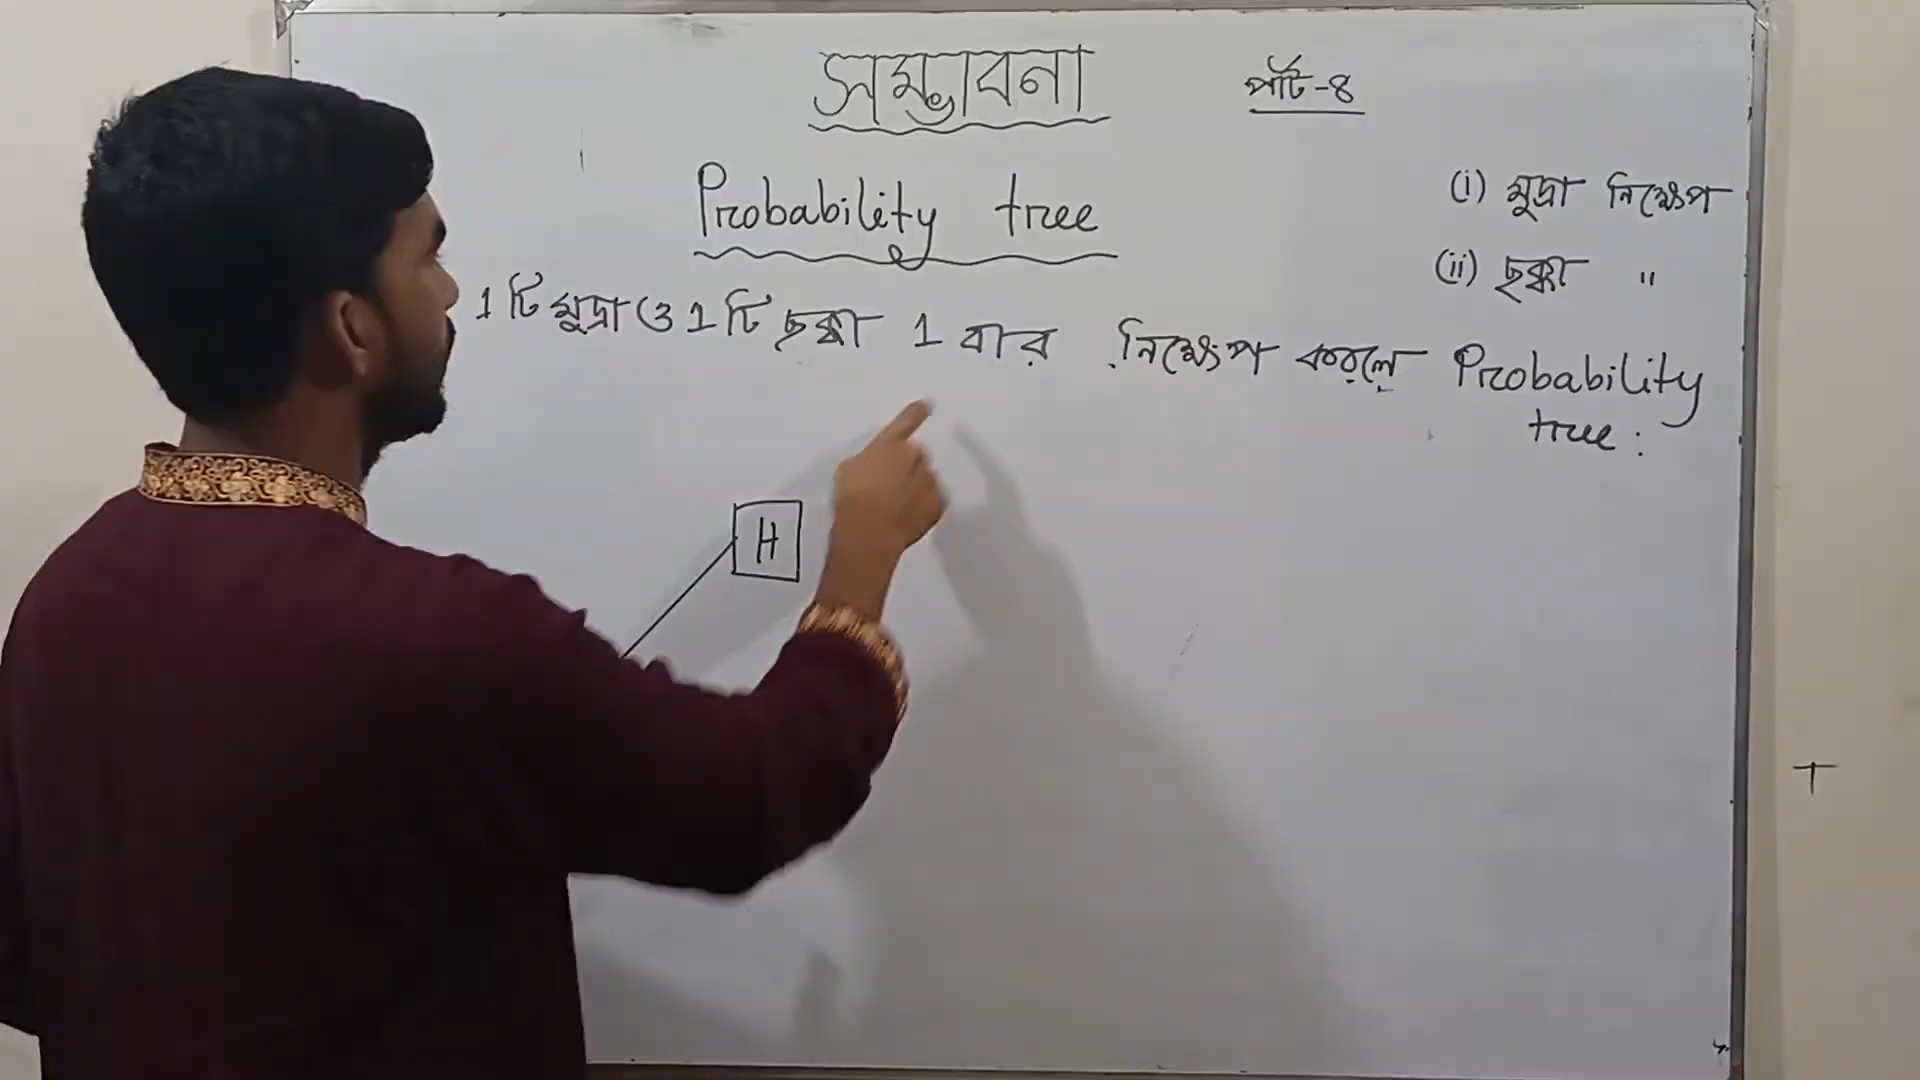 সম্ভাবনা
পার্ট-৪
Probability tree
(i) মুদ্রা নিক্ষেপ
(ii) ছক্কা "
1 টি মুদ্রা ও 1 টি ছক্কা 1 বার নিক্ষেপ করলে Probability
tree:
H
T